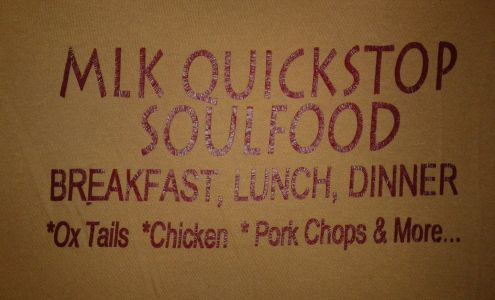 MLK QUICKSTOP
SOULFOOD
BREAKFAST, LUNCH, DINNER
*Ox Tails *Chicken * Pork Chops & More...